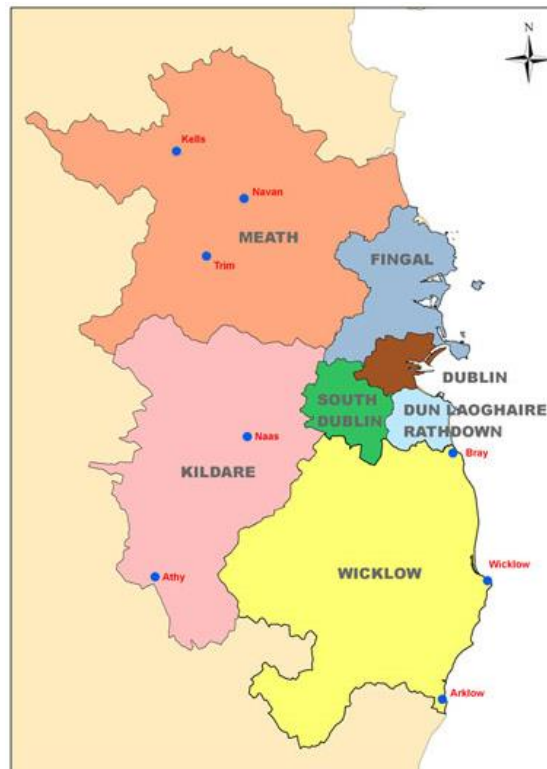 N
Kells
Navan
MEATH
FINGAL
Trim
DUBLIN
SOUTH
DUBLIN
DUN LAOGHAIRE
RATHDOWN
Naas
Bray
KILDARE
Athy
WICKLOW
Wicklow
Arklow